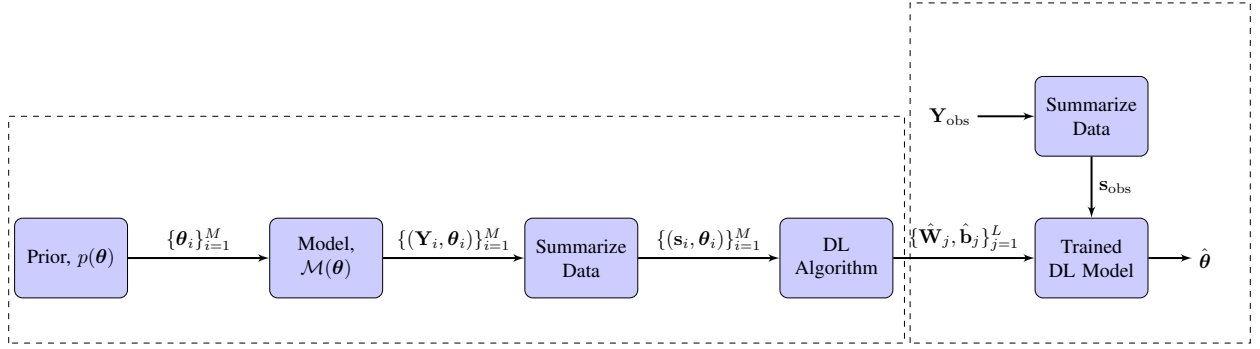 Summarize
Data
𝐘_obs
𝐬_obs
Prior, p(𝜽)
{𝜽_i}_{i=1}^M
Model,
ℳ(𝜽)
{(𝐘_i, 𝜽_i)}_{i=1}^M
Summarize
Data
{(𝐬_i, 𝜽_i)}_{i=1}^M
DL
Algorithm
{Ŵ_j, b̂_j}_{j=1}^L
Trained
DL Model
𝜽̂